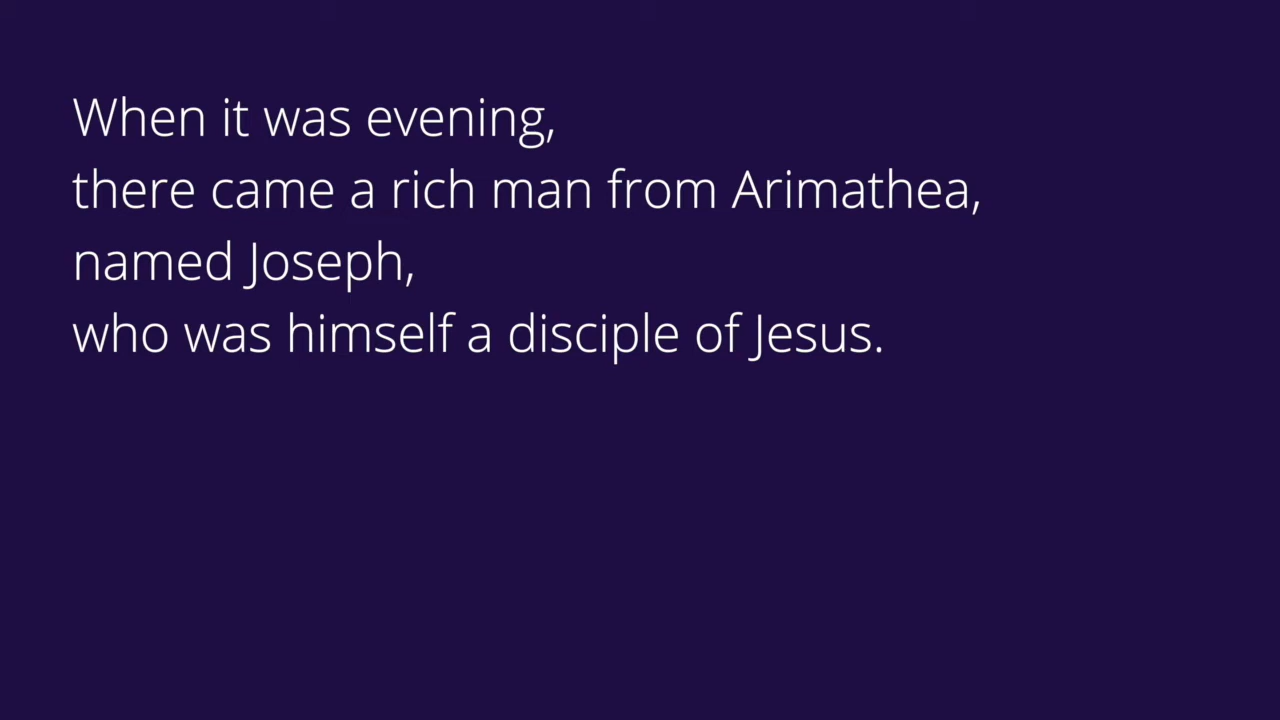 When it was evening,
there came a rich man from Arimathea,
named Joseph,
who was himself a disciple of Jesus.